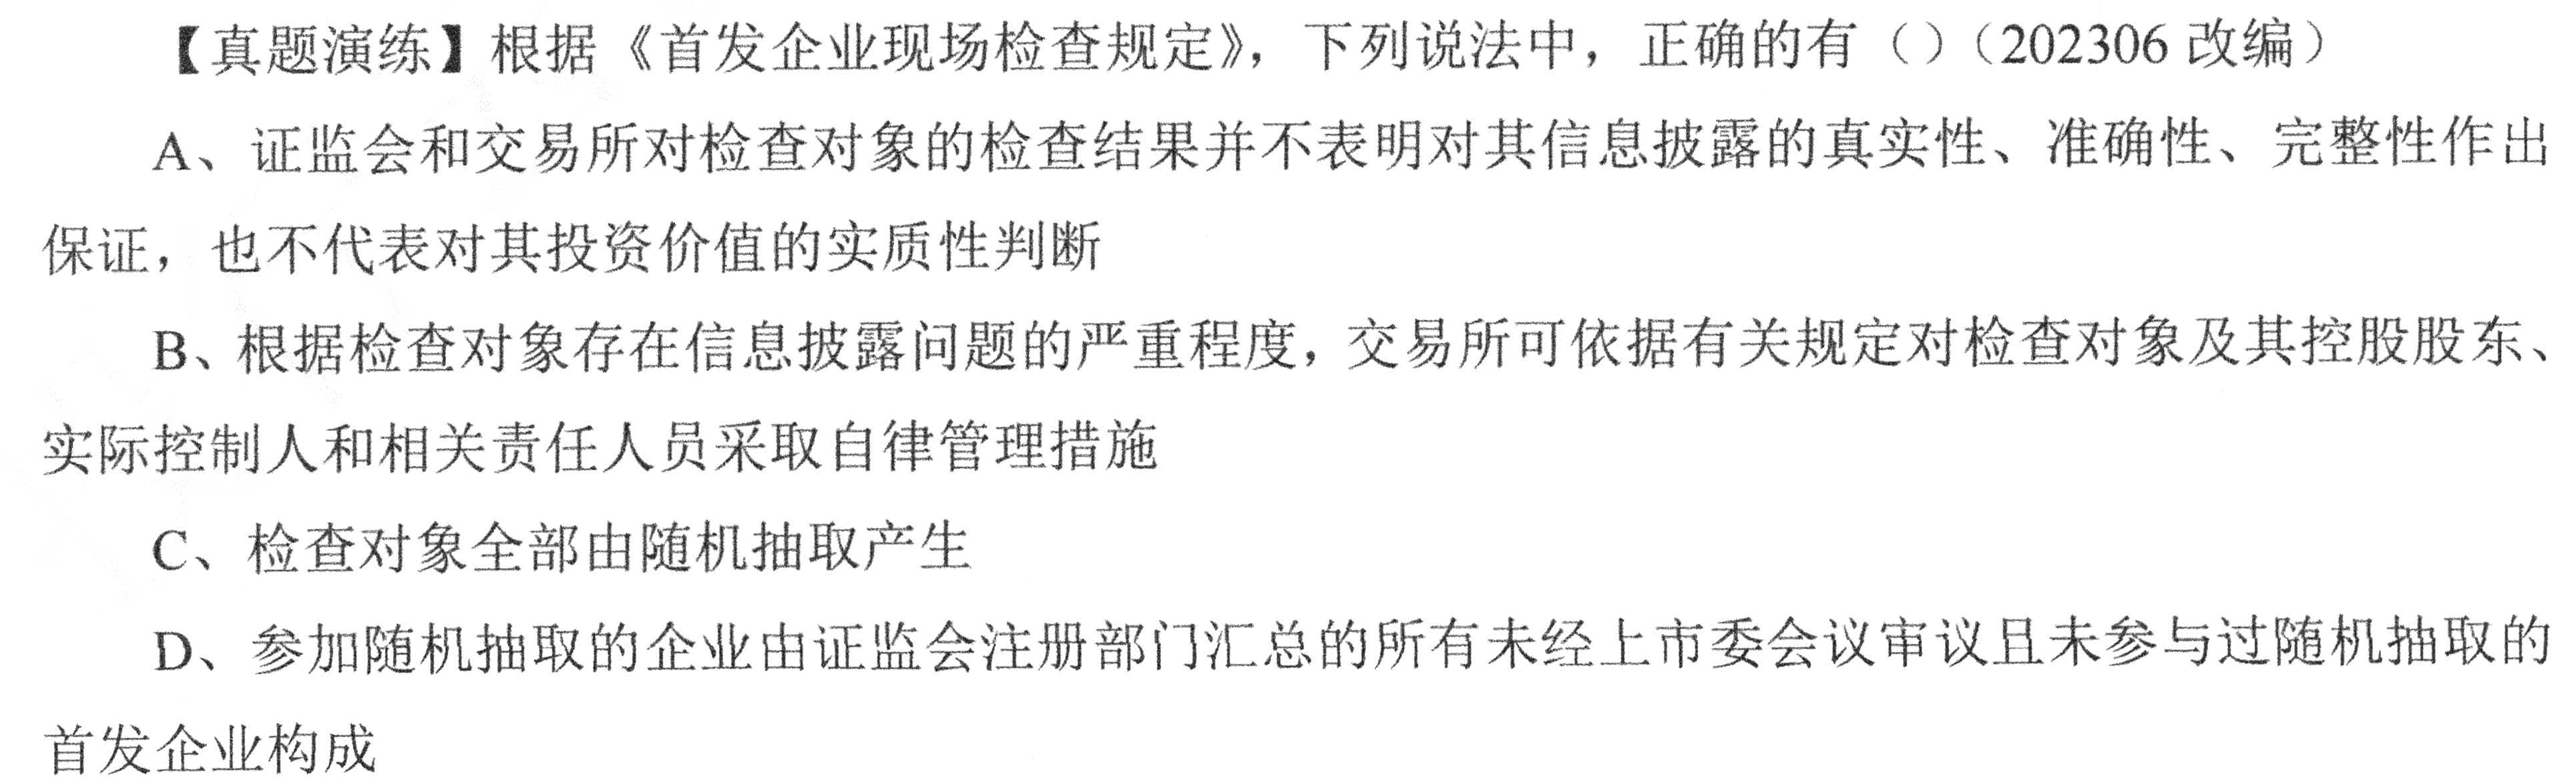 【真题演练】根据《首发企业现场检查规定》，下列说法中，正确的有（）（202306 改编）
A、证监会和交易所对检查对象的检查结果并不表明对其信息披露的真实性、准确性、完整性作出
保证，也不代表对其投资价值的实质性判断
B、根据检查对象存在信息披露问题的严重程度，交易所可依据有关规定对检查对象及其控股股东、
实际控制人和相关责任人员采取自律管理措施
C、检查对象全部由随机抽取产生
D、参加随机抽取的企业由证监会注册部门汇总的所有未经上市委会议审议且未参与过随机抽取的
首发企业构成